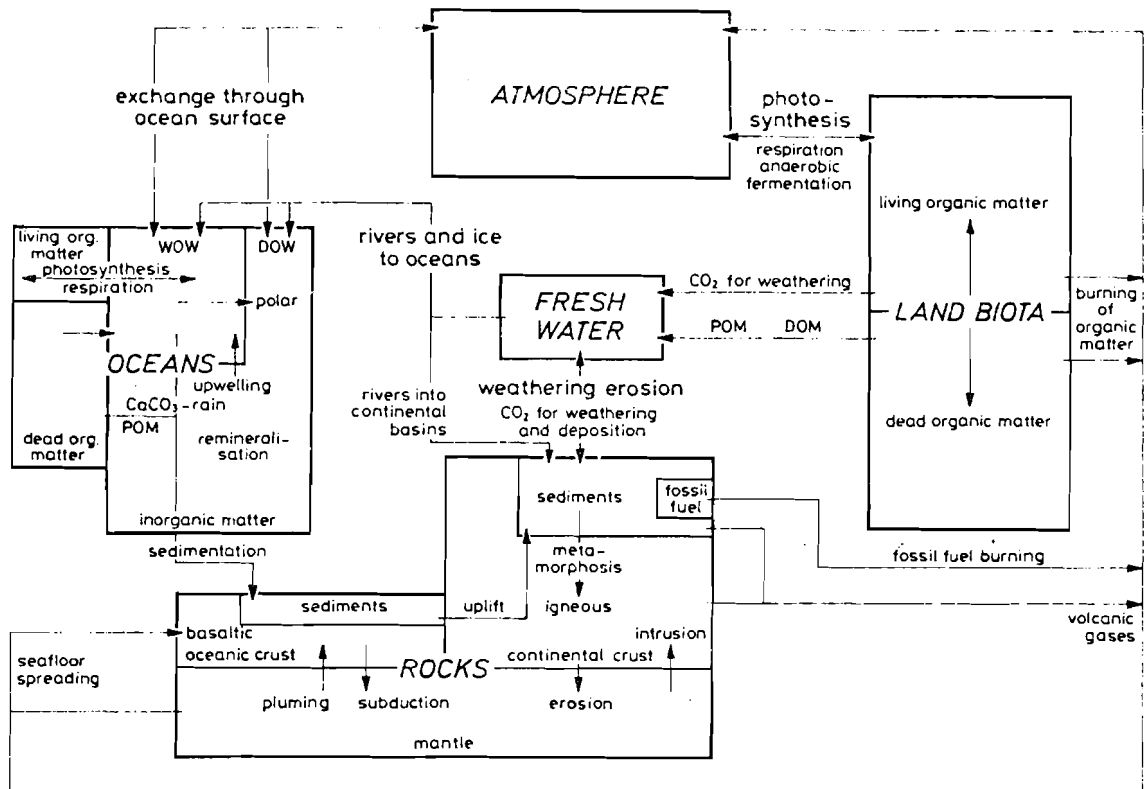 ATMOSPHERE
exchange through
ocean surface
photo-
synthesis
respiration
anaerobic
fermentation
living org.
matter
WOW
DOW
photosynthesis
respiration
polar
OCEANS
upwelling
CaCO₃-rain
POM
dead org.
matter
reminerali-
sation
inorganic matter
sedimentation
rivers and ice
to oceans
FRESH
WATER
CO₂ for weathering
POM DOM
living organic matter
LAND BIOTA
dead organic matter
burning
of
organic
matter
weathering erosion
CO₂ for weathering
and deposition
rivers into
continental
basins
sediments
fossil
fuel
meta-
morphosis
igneous
fossil fuel burning
volcanic
gases
sediments
uplift
basaltic
oceanic crust
ROCKS
continental crust
intrusion
seafloor
spreading
pluming
subduction
erosion
mantle